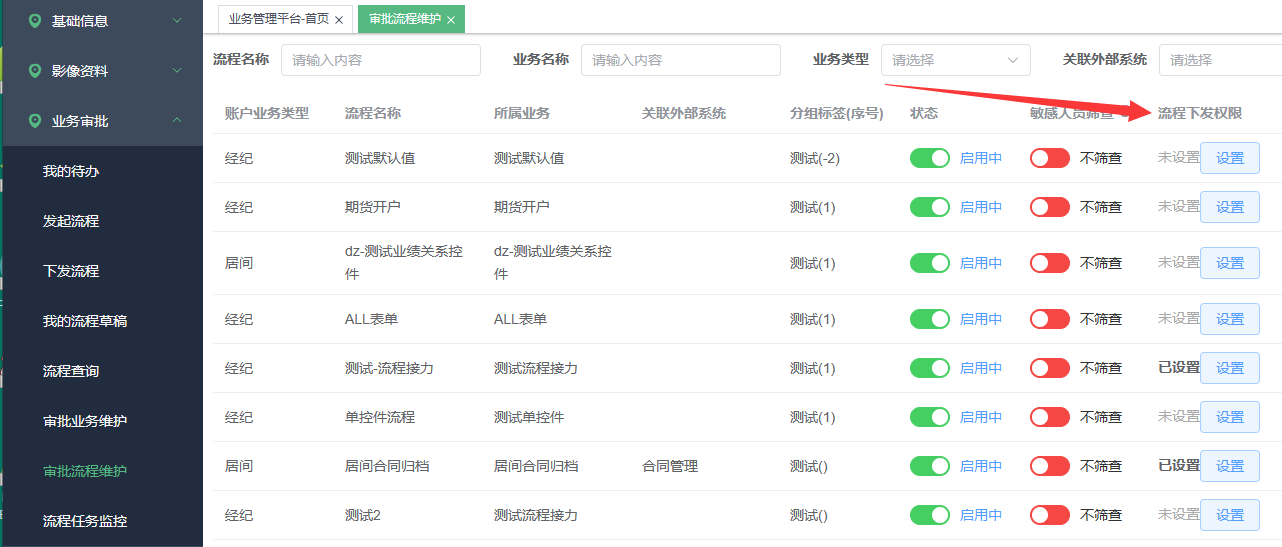 基础信息
影像资料
业务审批
我的待办
发起流程
下发流程
我的流程草稿
流程查询
审批业务维护
审批流程维护
流程任务监控
业务管理平台-首页 ×
审批流程维护 ×
流程名称 请输入内容 业务名称 请输入内容 业务类型 请选择 关联外部系统 请选择
账户业务类型 流程名称 所属业务 关联外部系统 分组标签(序号) 状态 敏感人员筛查 流程下发权限
经纪 测试默认值 测试默认值 测试(-2) 启用中 不筛查 未设置 设置
经纪 期货开户 期货开户 测试(1) 启用中 不筛查 未设置 设置
居间 dz-测试业绩关系控件 dz-测试业绩关系控件 测试(1) 启用中 不筛查 未设置 设置
经纪 ALL表单 ALL表单 测试(1) 启用中 不筛查 未设置 设置
经纪 测试-流程接力 测试流程接力 测试(1) 启用中 不筛查 已设置 设置
经纪 单控件流程 测试单控件 测试(1) 启用中 不筛查 未设置 设置
居间 居间合同归档 居间合同归档 合同管理 测试() 启用中 不筛查 已设置 设置
经纪 测试2 测试流程接力 测试() 启用中 不筛查 未设置 设置